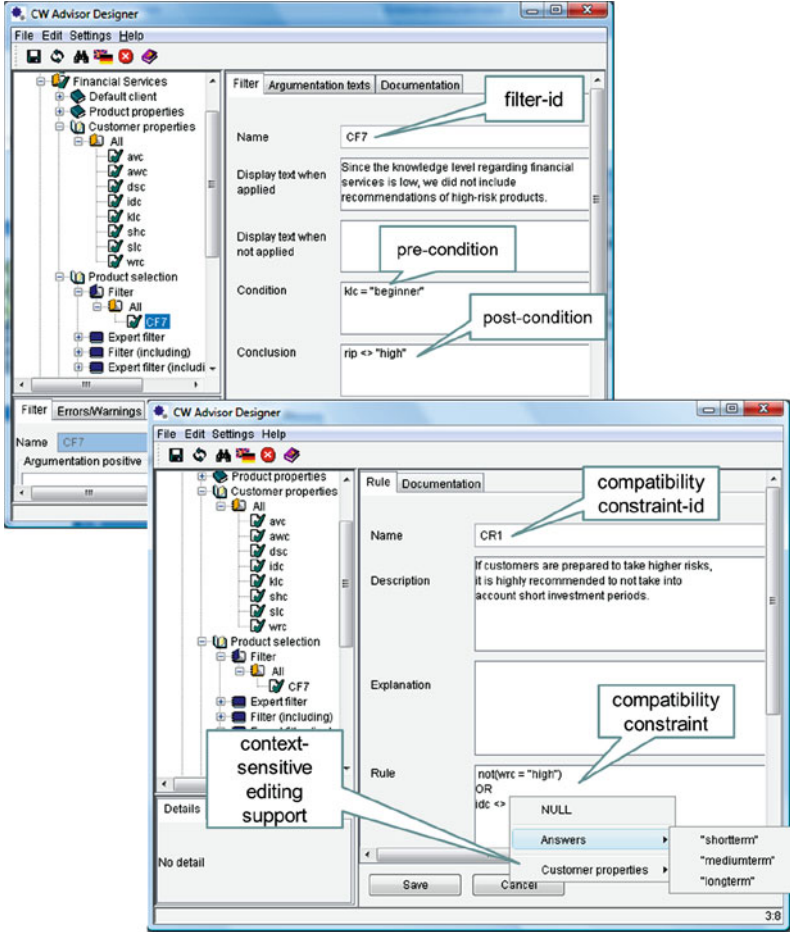 CW Advisor Designer
File Edit Settings Help
Financial Services
Default client
Product properties
Customer properties
All
avc
awc
dsc
idc
klc
shc
slc
wrc
Product selection
Filter
All
CF7
Expert filter
Filter (including)
Expert filter (includi
Filter Errors/Warnings
Name CF7
Argumentation positive
Filter Argumentation texts Documentation
filter-id
Name CF7
Display text when
applied
Since the knowledge level regarding financial
services is low, we did not include
recommendations of high-risk products.
Display text when
not applied
pre-condition
Condition klc = "beginner"
post-condition
Conclusion rip <> "high"
CW Advisor Designer
File Edit Settings Help
Product properties
Customer properties
All
avc
awc
dsc
idc
klc
shc
slc
wrc
Product selection
Filter
All
CF7
Expert filter
Filter (including)
context-
sensitive
editing
support
Details
No detail
Rule Documentation
compatibility
constraint-id
Name CR1
Description
If customers are prepared to take higher risks,
it is highly recommended to not take into
account short investment periods.
Explanation
compatibility
constraint
Rule
not(wrc = "high")
OR
idc <>
NULL
Answers
Customer properties
"shortterm"
"mediumterm"
"longterm"
Save Cancel
3:8